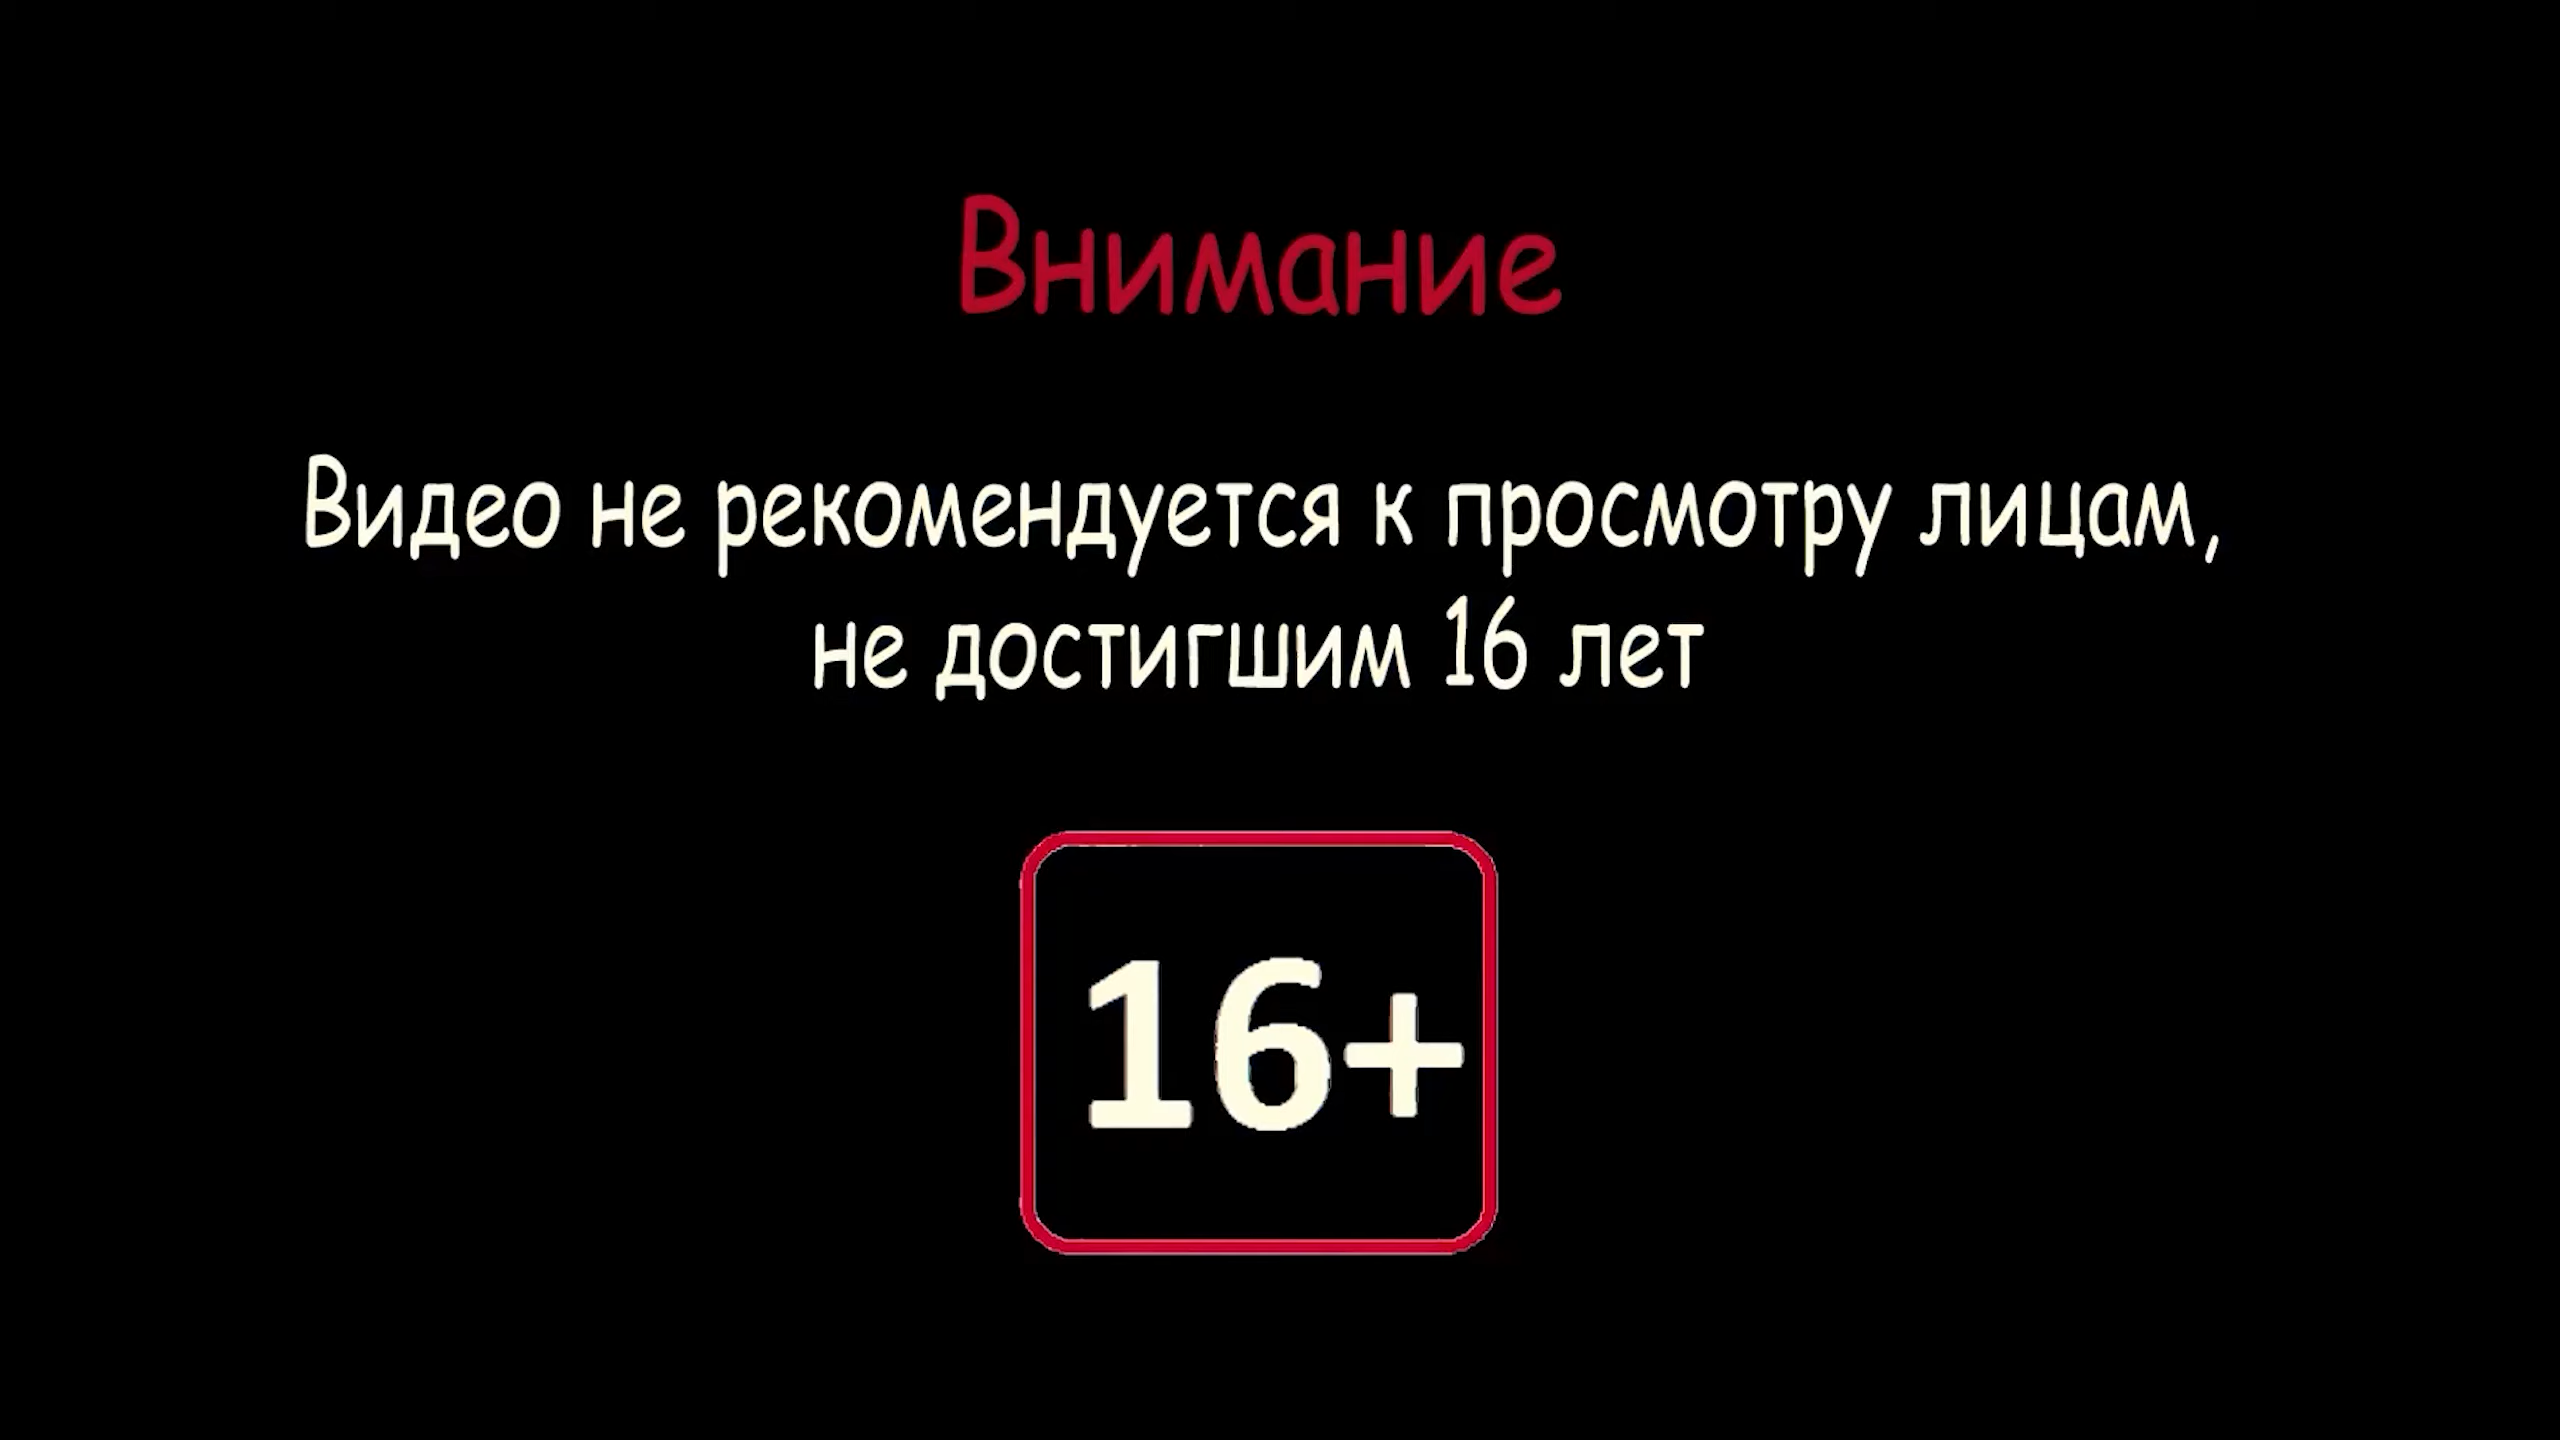 Внимание
Видео не рекомендуется к просмотру лицам,
не достигшим 16 лет
16+